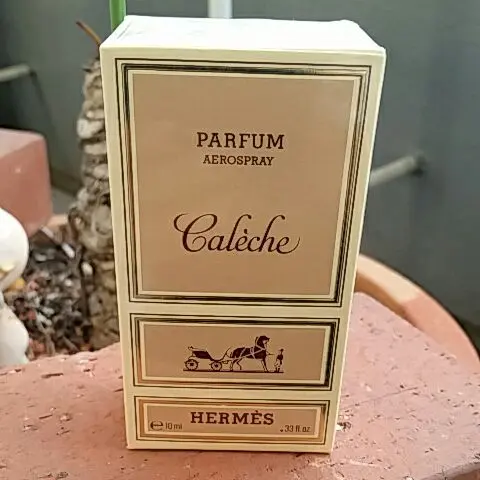 PARFUM
AEROSPRAY
Calèche
HERMÈS
℮ 10 ml .33 fl. oz